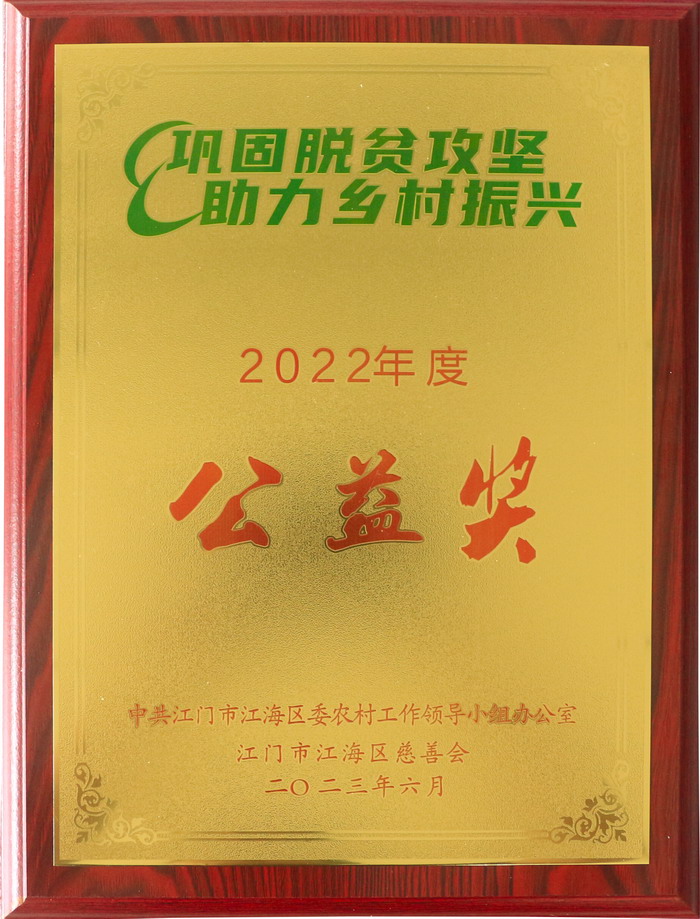 巩固脱贫攻坚
助力乡村振兴
2022年度
公益奖
中共江门市江海区委农村工作领导小组办公室
江门市江海区慈善会
二〇二三年六月